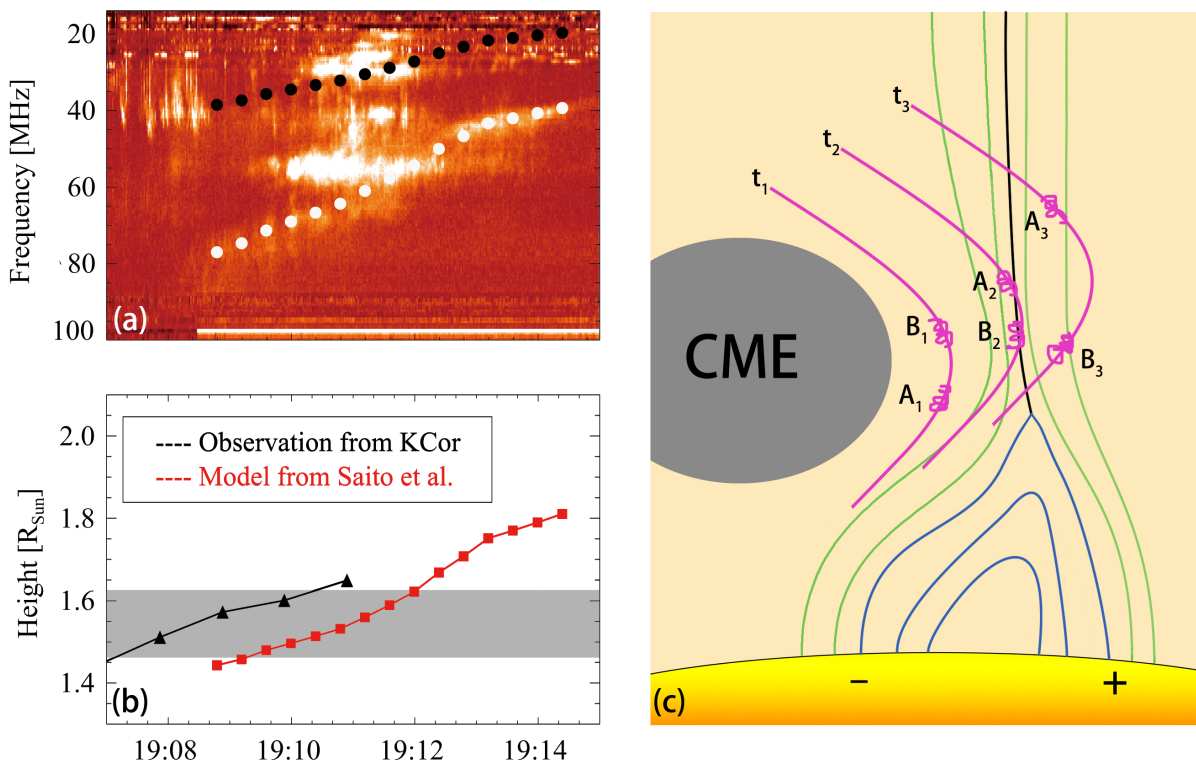 20
40
60
80
100
Frequency [MHz]
(a)
2.0
1.8
1.6
1.4
Height [R_Sun]
Observation from KCor
Model from Saito et al.
(b)
19:08 19:10 19:12 19:14
t₃
t₂
t₁
A₃
A₂
B₁
B₂
B₃
A₁
CME
− +
(c)